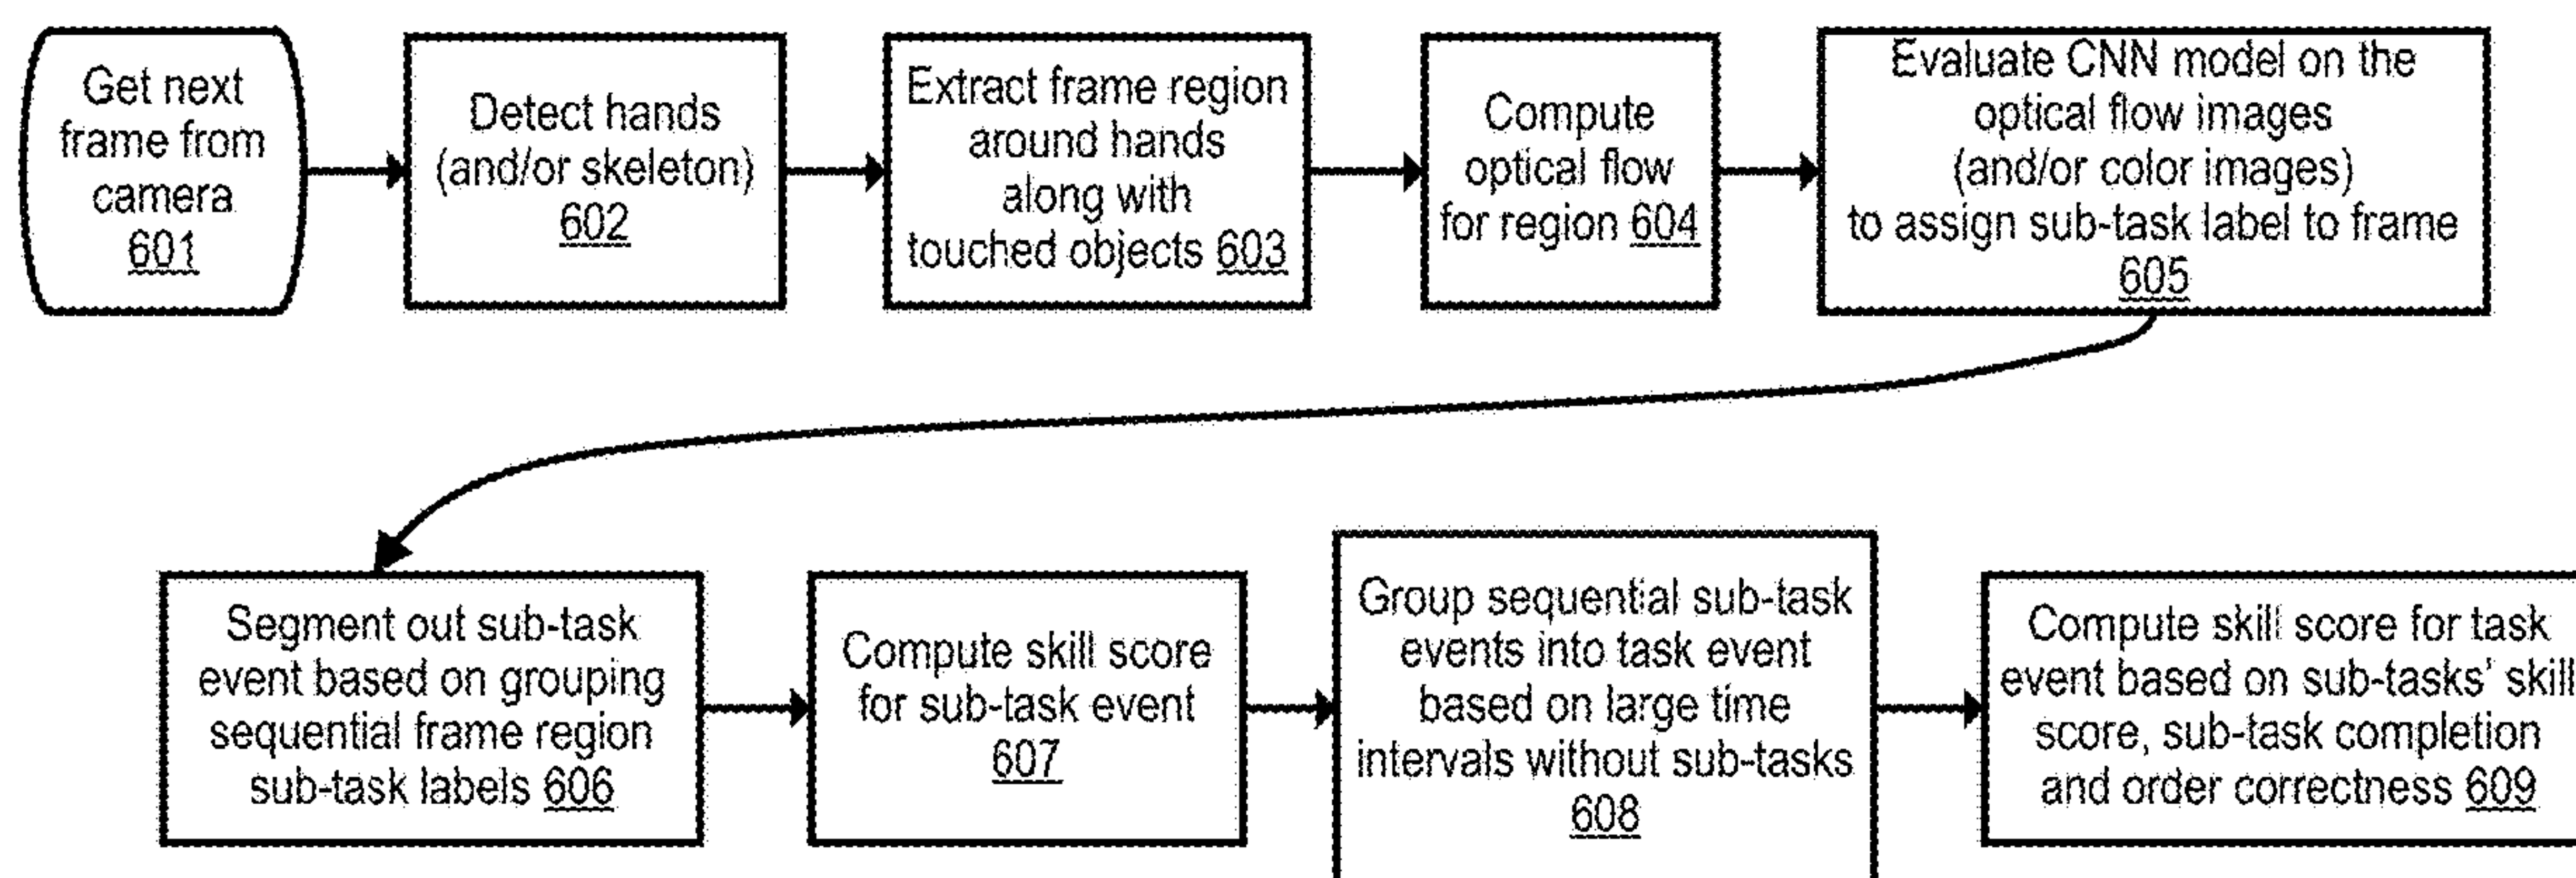 Get next
frame from
camera
601
Detect hands
(and/or skeleton)
602
Extract frame region
around hands
along with
touched objects 603
Compute
optical flow
for region 604
Evaluate CNN model on the
optical flow images
(and/or color images)
to assign sub-task label to frame
605
Segment out sub-task
event based on grouping
sequential frame region
sub-task labels 606
Compute skill score
for sub-task event
607
Group sequential sub-task
events into task event
based on large time
intervals without sub-tasks
608
Compute skill score for task
event based on sub-tasks' skill
score, sub-task completion
and order correctness 609